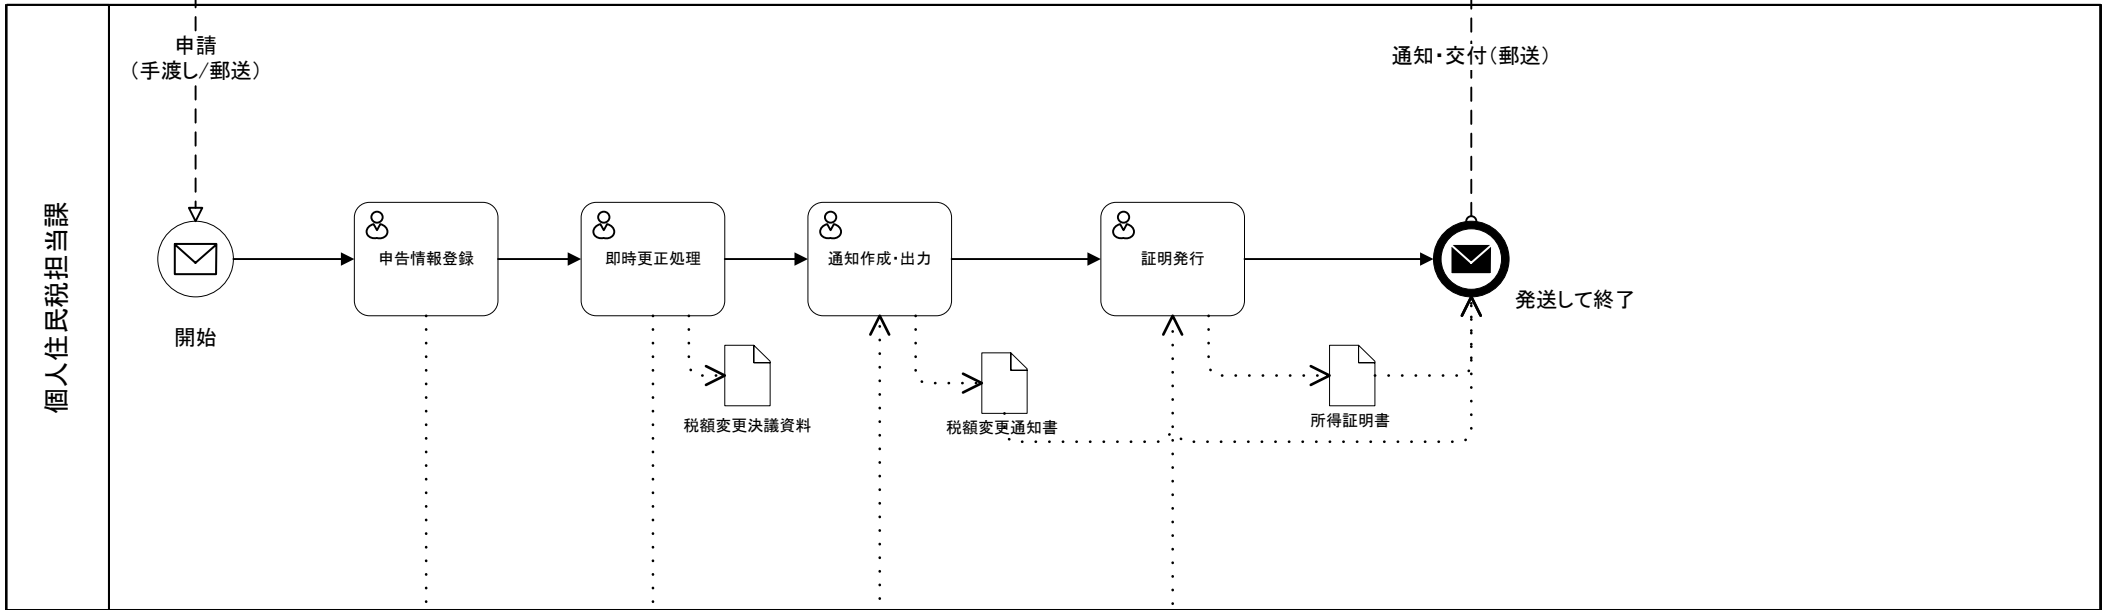 個人住民税担当課
申請
（手渡し/郵送）
通知・交付（郵送）
開始
申告情報登録
即時更正処理
通知作成・出力
証明発行
発送して終了
税額変更決議資料
税額変更通知書
所得証明書